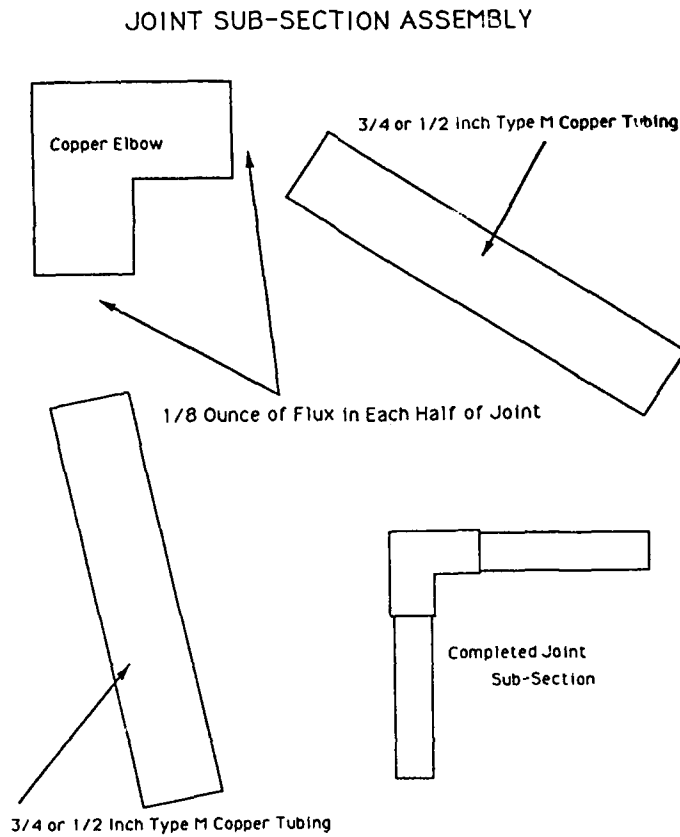 JOINT SUB-SECTION ASSEMBLY
Copper Elbow
3/4 or 1/2 Inch Type M Copper Tubing
1/8 Ounce of Flux in Each Half of Joint
Completed Joint
Sub-Section
3/4 or 1/2 Inch Type M Copper Tubing